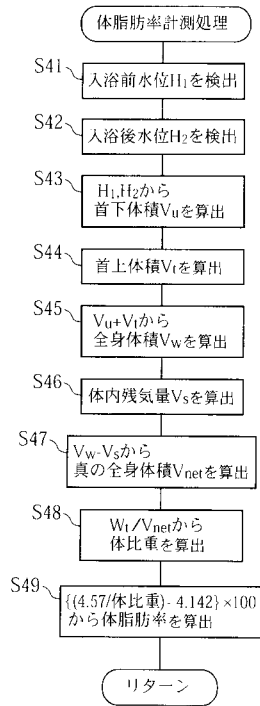 体脂肪率計測処理
S41
入浴前水位H₁を検出
S42
入浴後水位H₂を検出
S43
H₁,H₂から
首下体積Vuを算出
S44
首上体積Vtを算出
S45
Vu+Vtから
全身体積Vwを算出
S46
体内残気量Vsを算出
S47
Vw-Vsから
真の全身体積Vnetを算出
S48
Wt/Vnetから
体比重を算出
S49
{(4.57/体比重)-4.142}×100
から体脂肪率を算出
リターン